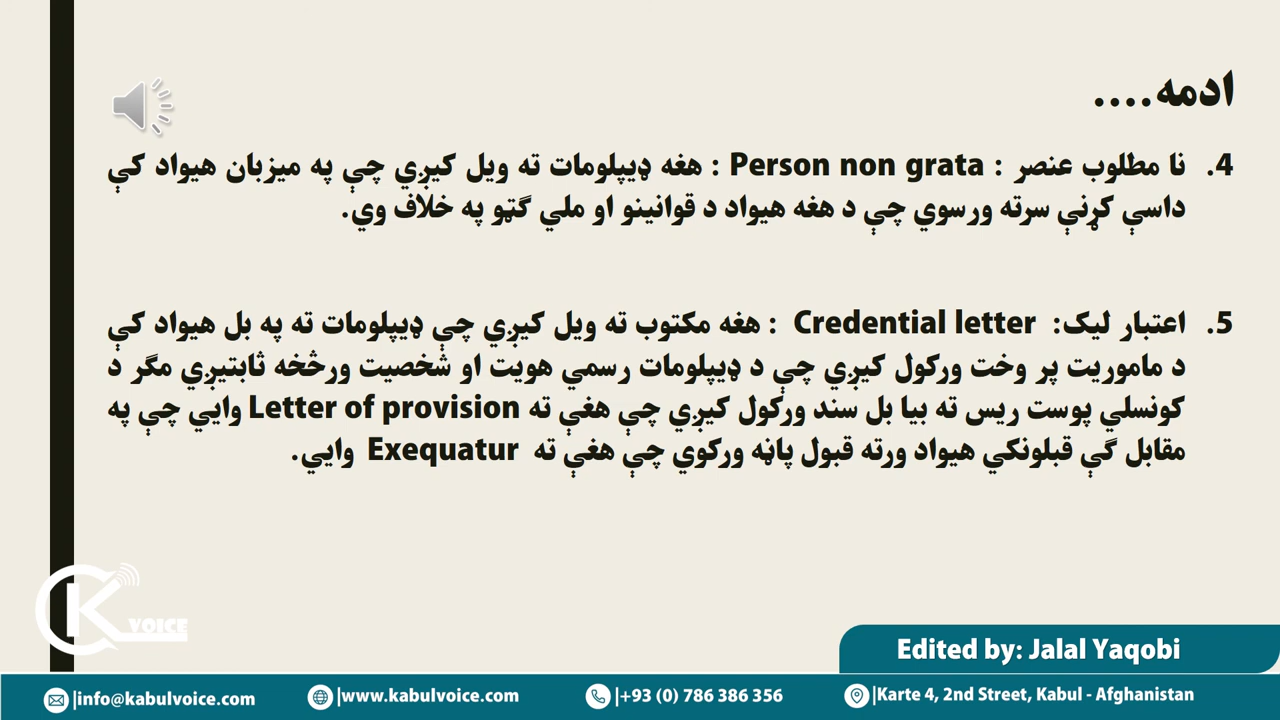 ادمه....
4. نا مطلوب عنصر : Person non grata : هغه ډیپلومات ته ویل کیږي چې په میزبان هیواد کې
داسې کړنې سرته ورسوي چې د هغه هیواد د قوانینو او ملي ګټو په خلاف وي.
5. اعتبار لیک: Credential letter : هغه مکتوب ته ویل کیږي چې ډیپلومات ته په بل هیواد کې
د ماموریت پر وخت ورکول کیږي چې د ډیپلومات رسمي هویت او شخصیت ورڅخه ثابتیږي مګر د
کونسلي پوست ریس ته بیا بل سند ورکول کیږي چې هغې ته Letter of provision وایي چې په
مقابل ګې قبلونکي هیواد ورته قبول پاڼه ورکوي چې هغې ته Exequatur وایي.
CK VOICE
Edited by: Jalal Yaqobi
|info@kabulvoice.com |www.kabulvoice.com |+93 (0) 786 386 356 |Karte 4, 2nd Street, Kabul - Afghanistan